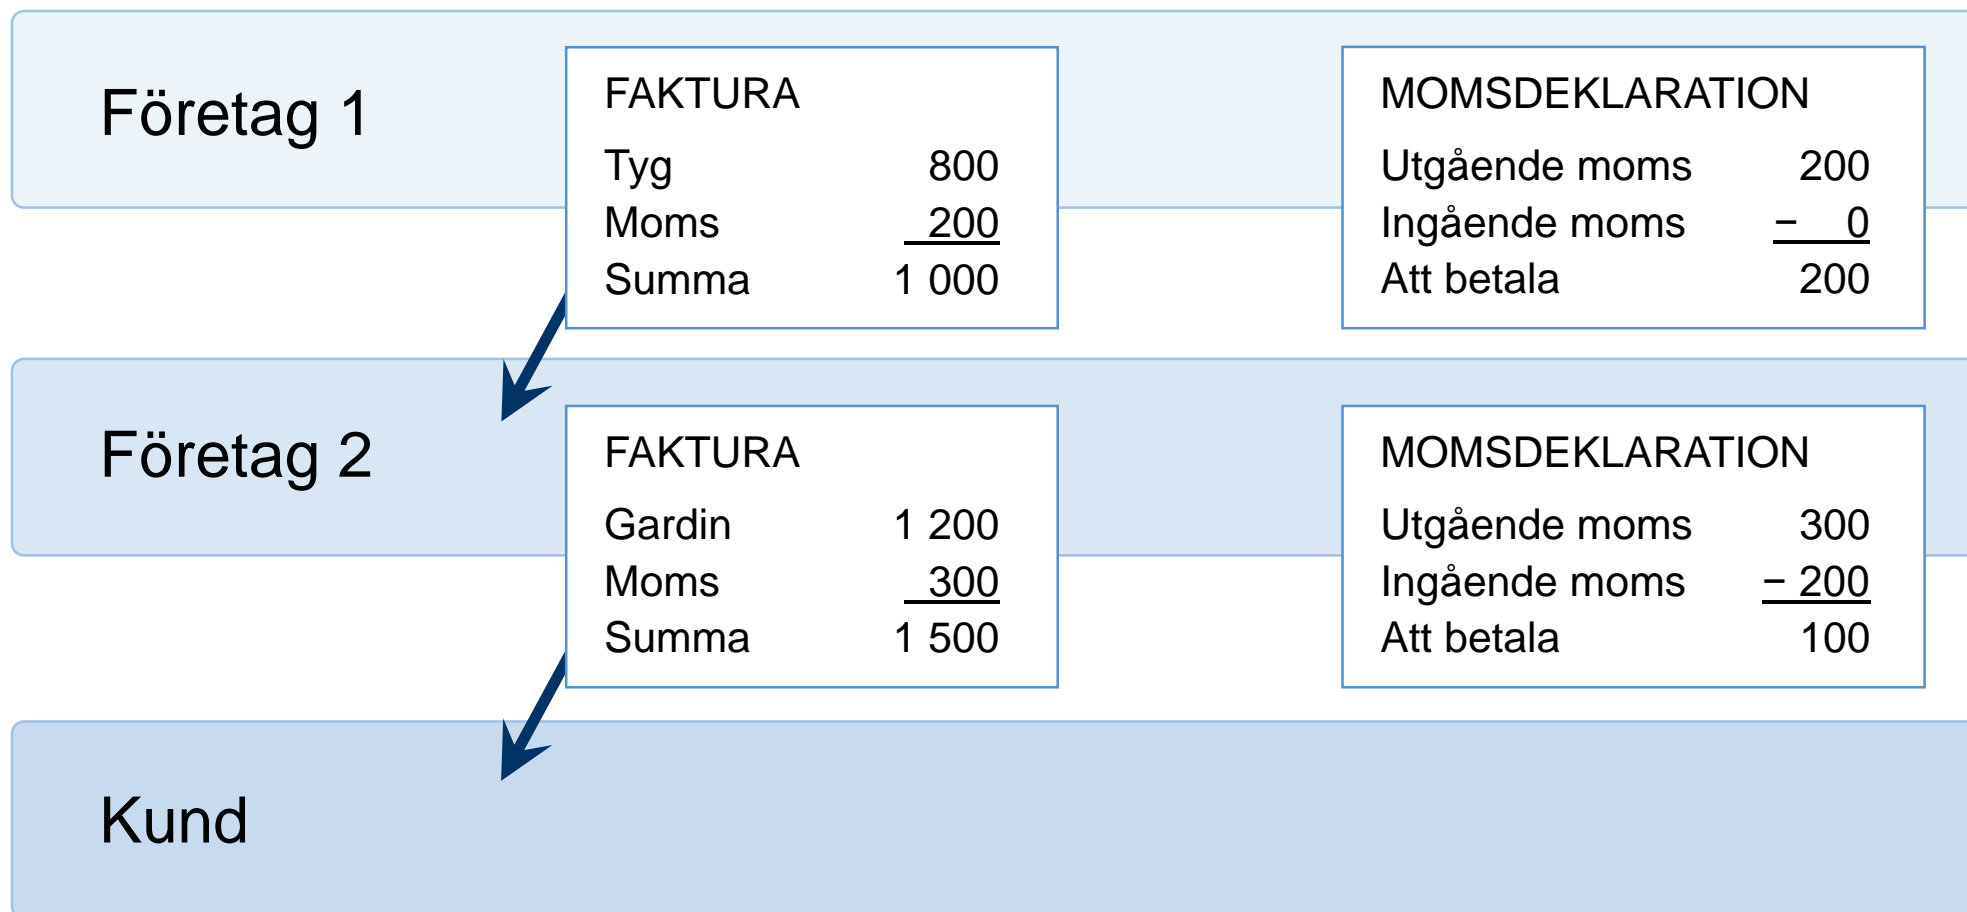 Företag 1
FAKTURA
Tyg 800
Moms 200
Summa 1 000
MOMSDEKLARATION
Utgående moms 200
Ingående moms − 0
Att betala 200
Företag 2
FAKTURA
Gardin 1 200
Moms 300
Summa 1 500
MOMSDEKLARATION
Utgående moms 300
Ingående moms − 200
Att betala 100
Kund